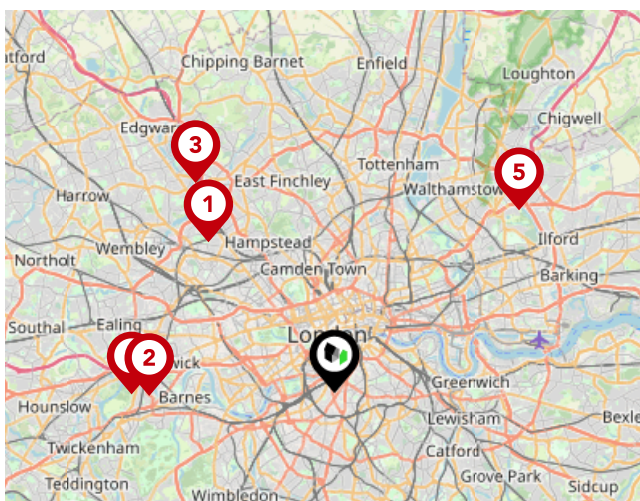 atford
Chipping Barnet
Enfield
Loughton
Chigwell
Edgwar
3
Tottenham
East Finchley
Walthamstow
5
Harrow
1
Hampstead
Ilford
Wembley
Northolt
Camden Town
Barking
Southal
Ealing
London
2
wick
Barnes
Greenwich
Hounslow
Lewisham
Bexle
Twickenham
Catford
Teddington
Grove Park
Wimbledon
Sidcup